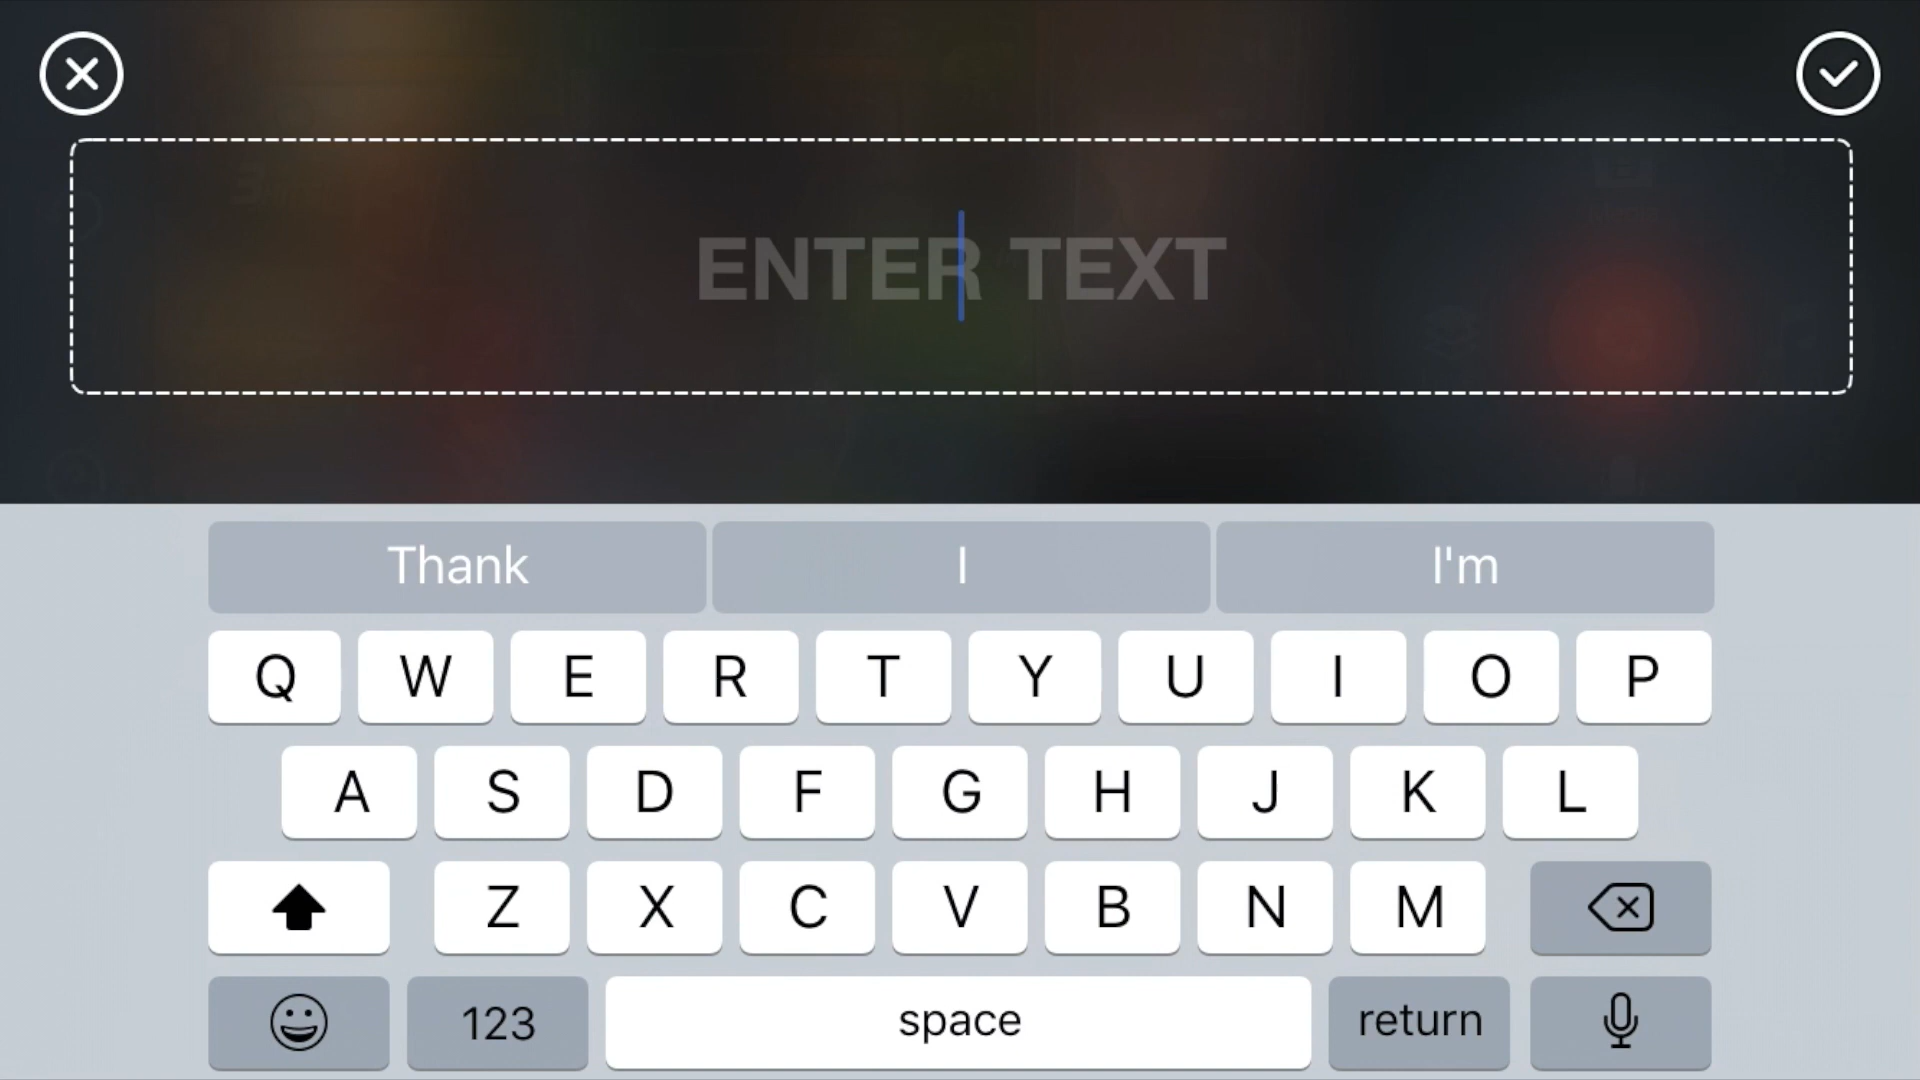 ENTER TEXT
Thank I I'm
Q W E R T Y U I O P
A S D F G H J K L
Z X C V B N M
123 space return